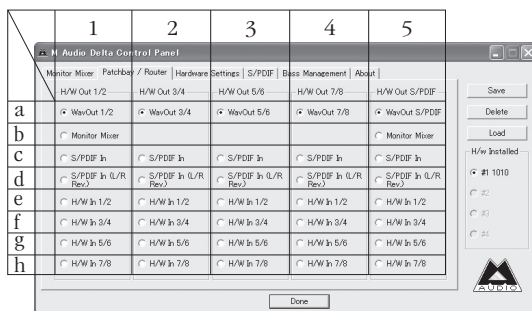 1 2 3 4 5
M Audio Delta Control Panel
Monitor Mixer Patchbay / Router Hardware Settings S/PDIF Bass Management About
H/W Out 1/2 H/W Out 3/4 H/W Out 5/6 H/W Out 7/8 H/W Out S/PDIF
a WavOut 1/2 WavOut 3/4 WavOut 5/6 WavOut 7/8 WavOut S/PDIF
b Monitor Mixer Monitor Mixer
c S/PDIF In S/PDIF In S/PDIF In S/PDIF In S/PDIF In
d S/PDIF In (L/R Rev.) S/PDIF In (L/R Rev.) S/PDIF In (L/R Rev.) S/PDIF In (L/R Rev.) S/PDIF In (L/R Rev.)
e H/W In 1/2 H/W In 1/2 H/W In 1/2 H/W In 1/2 H/W In 1/2
f H/W In 3/4 H/W In 3/4 H/W In 3/4 H/W In 3/4 H/W In 3/4
g H/W In 5/6 H/W In 5/6 H/W In 5/6 H/W In 5/6 H/W In 5/6
h H/W In 7/8 H/W In 7/8 H/W In 7/8 H/W In 7/8 H/W In 7/8
Save
Delete
Load
H/w Installed
#1 1010
#2
#3
#4
M AUDIO
Done